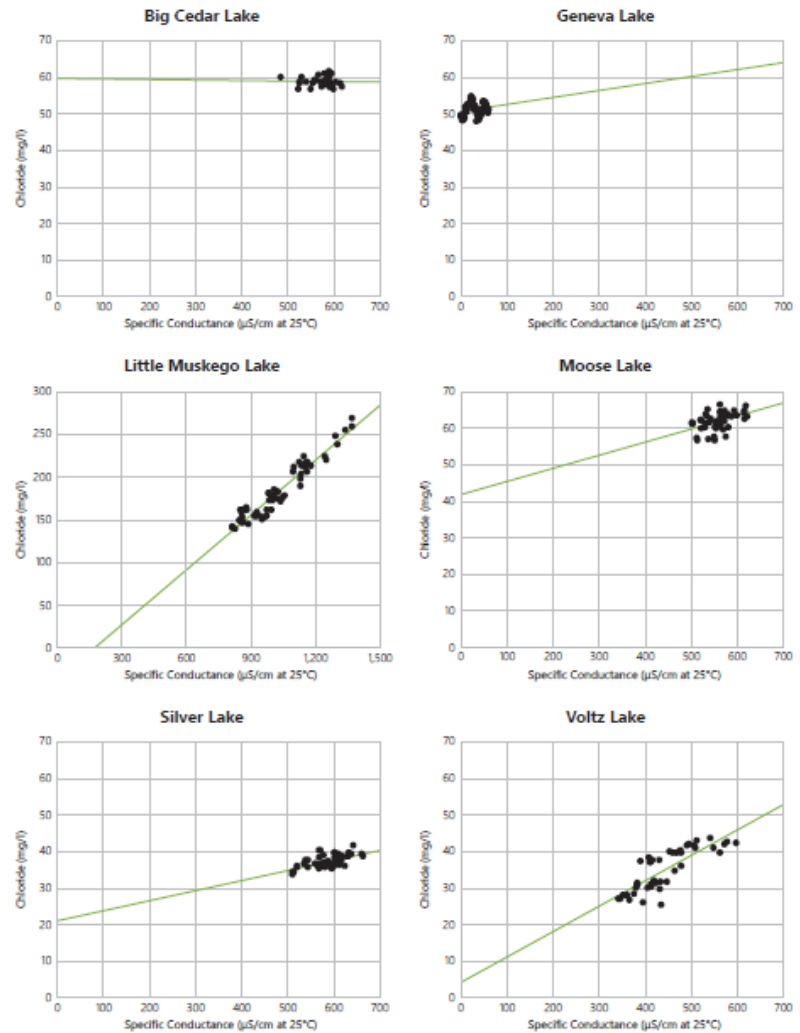 Big Cedar Lake
70
60
50
40
30
20
10
0
Chloride (mg/l)
0 100 200 300 400 500 600 700
Specific Conductance (µS/cm at 25°C)
Geneva Lake
70
60
50
40
30
20
10
0
Chloride (mg/l)
0 100 200 300 400 500 600 700
Specific Conductance (µS/cm at 25°C)
Little Muskego Lake
300
250
200
150
100
50
0
Chloride (mg/l)
0 300 600 900 1,200 1,500
Specific Conductance (µS/cm at 25°C)
Moose Lake
70
60
50
40
30
20
10
0
Chloride (mg/l)
0 100 200 300 400 500 600 700
Specific Conductance (µS/cm at 25°C)
Silver Lake
70
60
50
40
30
20
10
0
Chloride (mg/l)
0 100 200 300 400 500 600 700
Specific Conductance (µS/cm at 25°C)
Voltz Lake
70
60
50
40
30
20
10
0
Chloride (mg/l)
0 100 200 300 400 500 600 700
Specific Conductance (µS/cm at 25°C)